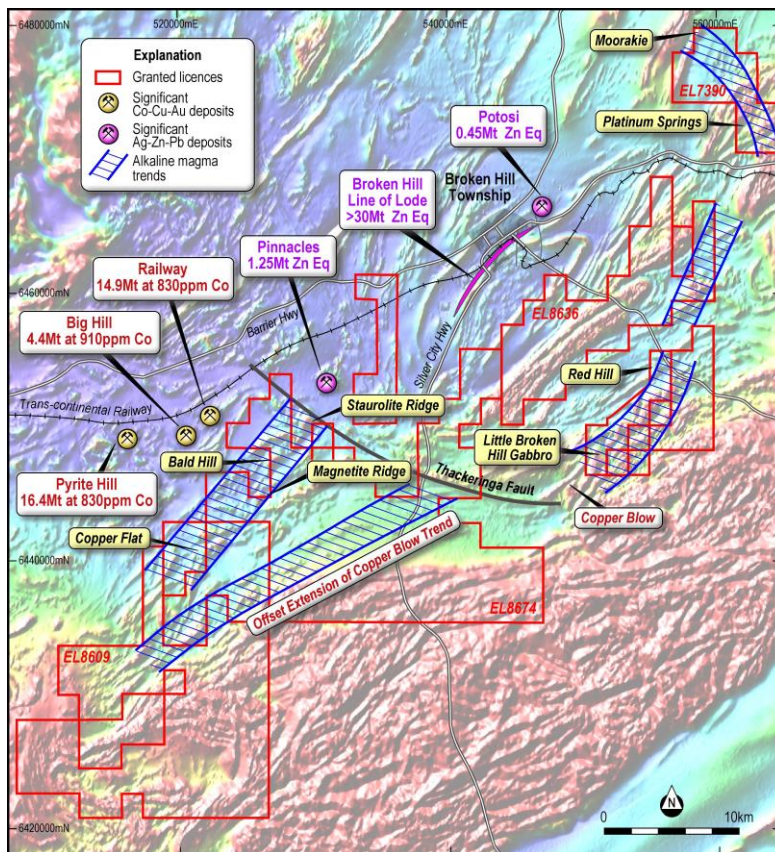 6480000mN
520000mE
540000mE
560000mE
Explanation
Granted licences
Significant
Co-Cu-Au deposits
Significant
Ag-Zn-Pb deposits
Alkaline magma
trends
Moorakie
EL7390
Platinum Springs
Potosi
0.45Mt Zn Eq
Broken Hill
Township
Broken Hill
Line of Lode
>30Mt Zn Eq
Pinnacles
1.25Mt Zn Eq
Railway
14.9Mt at 830ppm Co
6460000mN
EL8636
Big Hill
4.4Mt at 910ppm Co
Barrier Hwy
Silver City Hwy
Red Hill
Trans-continental Railway
Staurolite Ridge
Little Broken
Hill Gabbro
Bald Hill
Magnetite Ridge
Thackeringa Fault
Pyrite Hill
16.4Mt at 830ppm Co
Copper Blow
Copper Flat
6440000mN
Offset Extension of Copper Blow Trend
EL8674
EL8609
N
0
10km
6420000mN